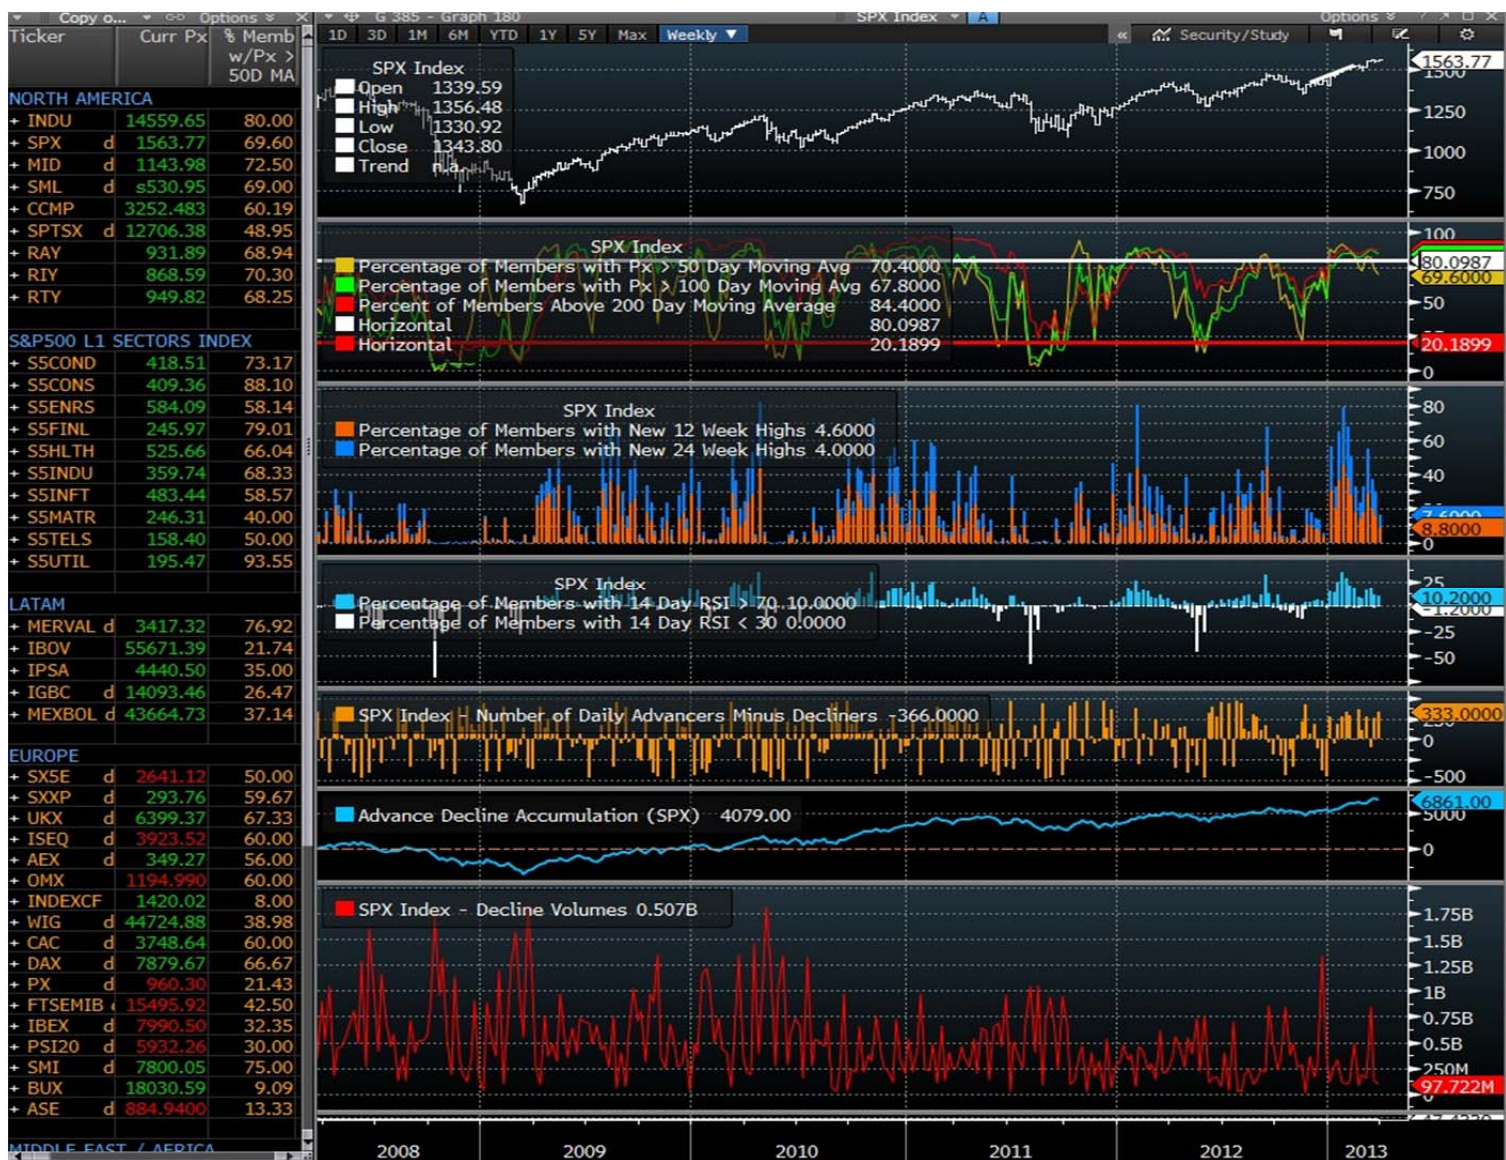 Copy o... Options
G 385 - Graph 180 SPX Index A Options
Ticker Curr Px % Memb
w/Px >
50D MA
1D 3D 1M 6M YTD 1Y 5Y Max Weekly ▼ « Security/Study
NORTH AMERICA
+ INDU 14559.65 80.00
+ SPX d 1563.77 69.60
+ MID d 1143.98 72.50
+ SML d s530.95 69.00
+ CCMP 3252.483 60.19
+ SPTSX d 12706.38 48.95
+ RAY 931.89 68.94
+ RIY 868.59 70.30
+ RTY 949.82 68.25
S&P500 L1 SECTORS INDEX
+ S5COND 418.51 73.17
+ S5CONS 409.36 88.10
+ S5ENRS 584.09 58.14
+ S5FINL 245.97 79.01
+ S5HLTH 525.66 66.04
+ S5INDU 359.74 68.33
+ S5INFT 483.44 58.57
+ S5MATR 246.31 40.00
+ S5TELS 158.40 50.00
+ S5UTIL 195.47 93.55
LATAM
+ MERVAL d 3417.32 76.92
+ IBOV 55671.39 21.74
+ IPSA 4440.50 35.00
+ IGBC d 14093.46 26.47
+ MEXBOL d 43664.73 37.14
EUROPE
+ SX5E d 2641.12 50.00
+ SXXP d 293.76 59.67
+ UKX d 6399.37 67.33
+ ISEQ d 3923.52 60.00
+ AEX d 349.27 56.00
+ OMX 1194.990 60.00
+ INDEXCF 1420.02 8.00
+ WIG d 44724.88 38.98
+ CAC d 3748.64 60.00
+ DAX d 7879.67 66.67
+ PX d 960.30 21.43
+ FTSEMIB 15495.92 42.50
+ IBEX d 7990.50 32.35
+ PSI20 d 5932.26 30.00
+ SMI d 7800.05 75.00
+ BUX 18030.59 9.09
+ ASE d 884.9400 13.33
MIDDLE EAST / AFRICA
SPX Index
Open 1339.59
High 1356.48
Low 1330.92
Close 1343.80
Trend n.a.
1563.77
1500
1250
1000
750
SPX Index
Percentage of Members with Px > 50 Day Moving Avg 70.4000
Percentage of Members with Px > 100 Day Moving Avg 67.8000
Percent of Members Above 200 Day Moving Average 84.4000
Horizontal 80.0987
Horizontal 20.1899
100
80.0987
69.6000
50
20.1899
0
SPX Index
Percentage of Members with New 12 Week Highs 4.6000
Percentage of Members with New 24 Week Highs 4.0000
80
60
40
7.6000
8.8000
0
SPX Index
Percentage of Members with 14 Day RSI > 70 10.0000
Percentage of Members with 14 Day RSI < 30 0.0000
25
10.2000
-1.2000
-25
-50
SPX Index - Number of Daily Advancers Minus Decliners -366.0000
333.0000
0
-500
Advance Decline Accumulation (SPX) 4079.00
6861.00
5000
0
SPX Index - Decline Volumes 0.507B
1.75B
1.5B
1.25B
1B
0.75B
0.5B
250M
97.722M
0
2008 2009 2010 2011 2012 2013